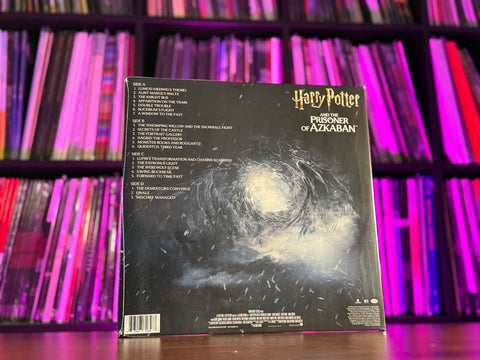 SIDE A
1. LUMOS! (HEDWIG'S THEME)
2. AUNT MARGE'S WALTZ
3. THE KNIGHT BUS
4. APPARITION ON THE TRAIN
5. DOUBLE TROUBLE
6. BUCKBEAK'S FLIGHT
7. A WINDOW TO THE PAST
SIDE B
1. THE WHOMPING WILLOW AND THE SNOWBALL FIGHT
2. SECRETS OF THE CASTLE
3. THE PORTRAIT GALLERY
4. HAGRID THE PROFESSOR
5. MONSTER BOOKS AND BOGGARTS!
6. QUIDDITCH, THIRD YEAR
SIDE C
1. LUPIN'S TRANSFORMATION AND CHASING SCABBERS
2. THE PATRONUS LIGHT
3. THE WEREWOLF SCENE
4. SAVING BUCKBEAK
5. FORWARD TO TIME PAST
SIDE D
1. THE DEMENTORS CONVERGE
2. FINALE
3. MISCHIEF MANAGED!
Harry Potter
AND THE
PRISONER
OF AZKABAN